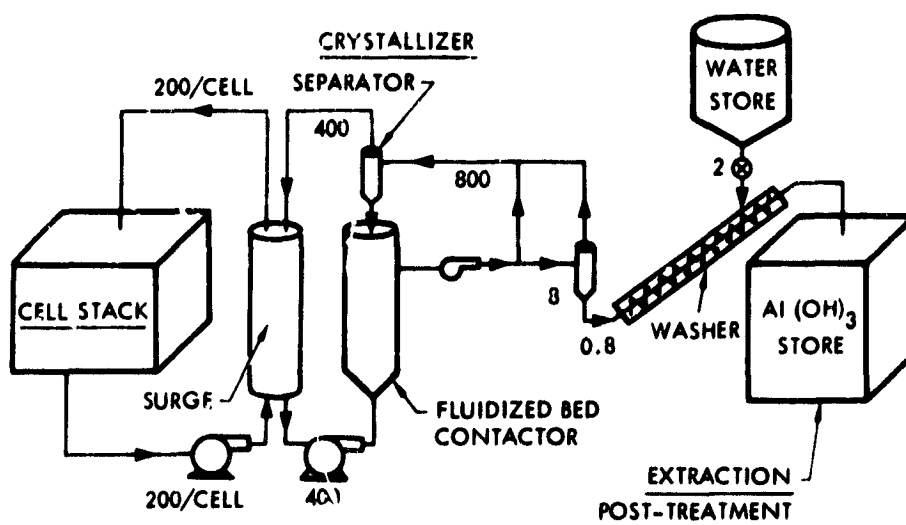 CRYSTALLIZER
SEPARATOR
200/CELL
400
WATER
STORE
2
800
CELL STACK
8
WASHER
0.8
Al (OH)3
STORE
SURGE
FLUIDIZED BED
CONTACTOR
200/CELL
400
EXTRACTION
POST-TREATMENT